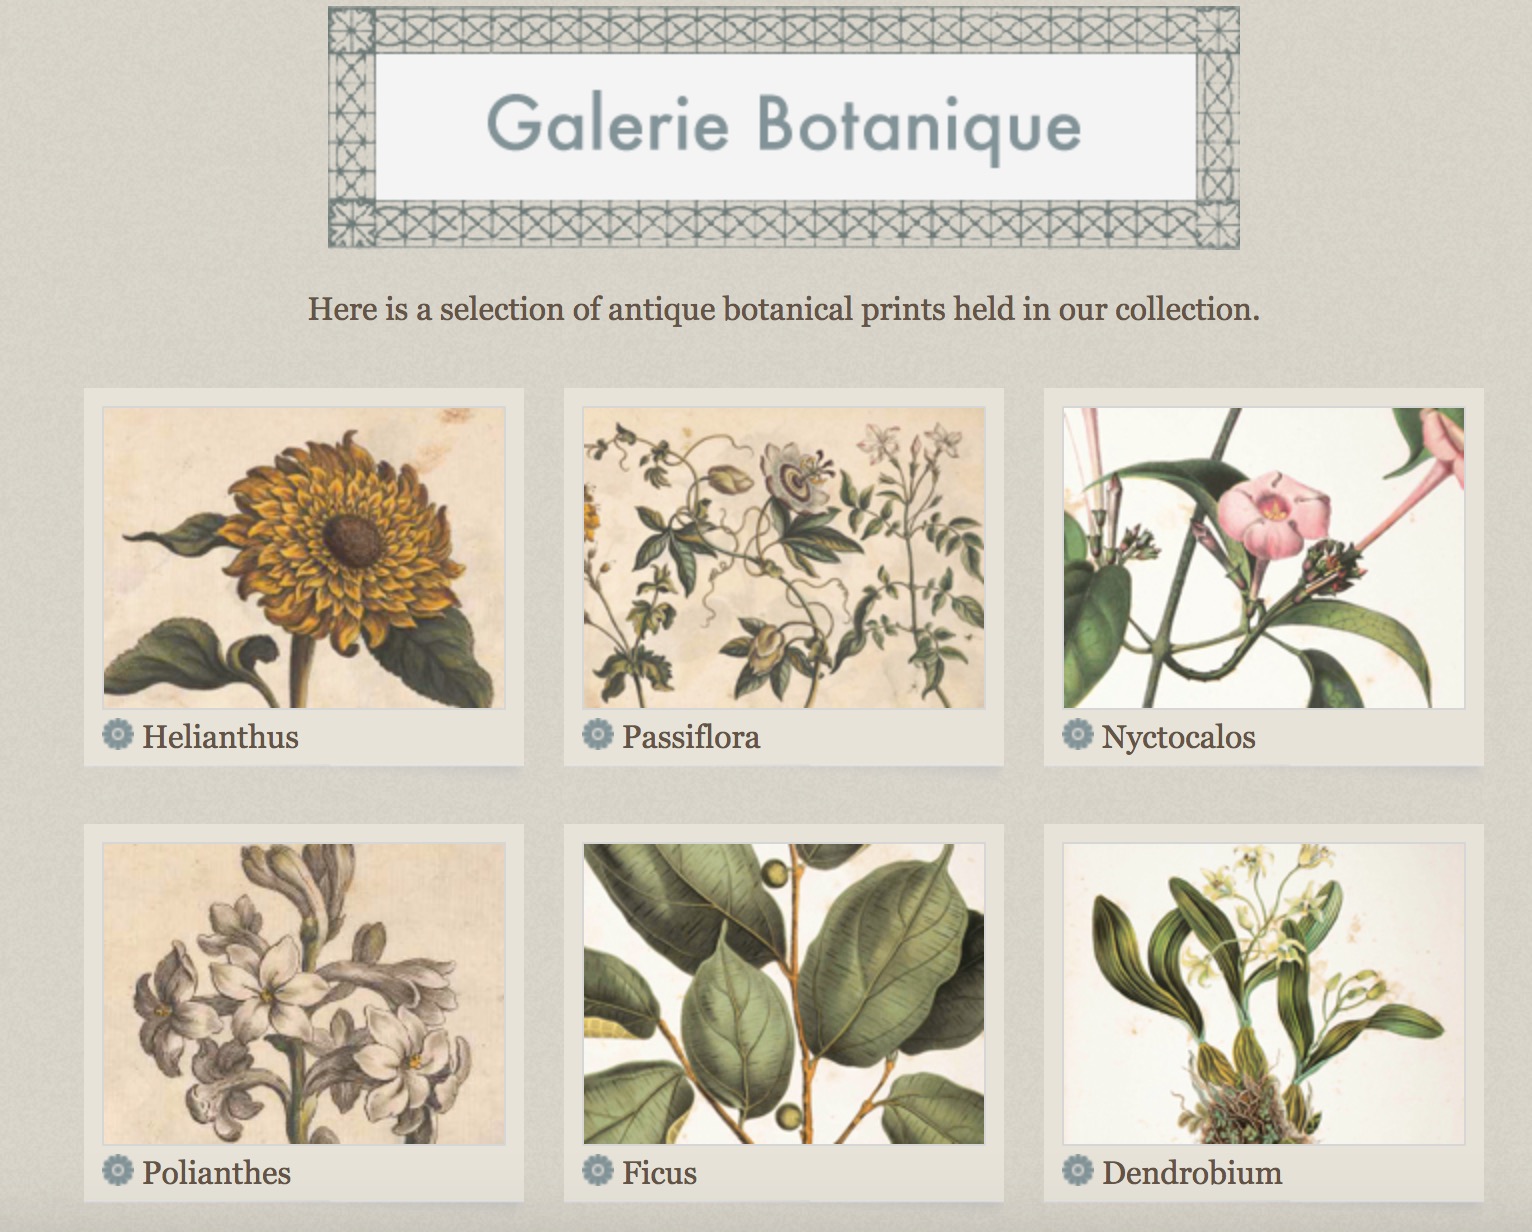 Galerie Botanique
Here is a selection of antique botanical prints held in our collection.
Helianthus
Passiflora
Nyctocalos
Polianthes
Ficus
Dendrobium